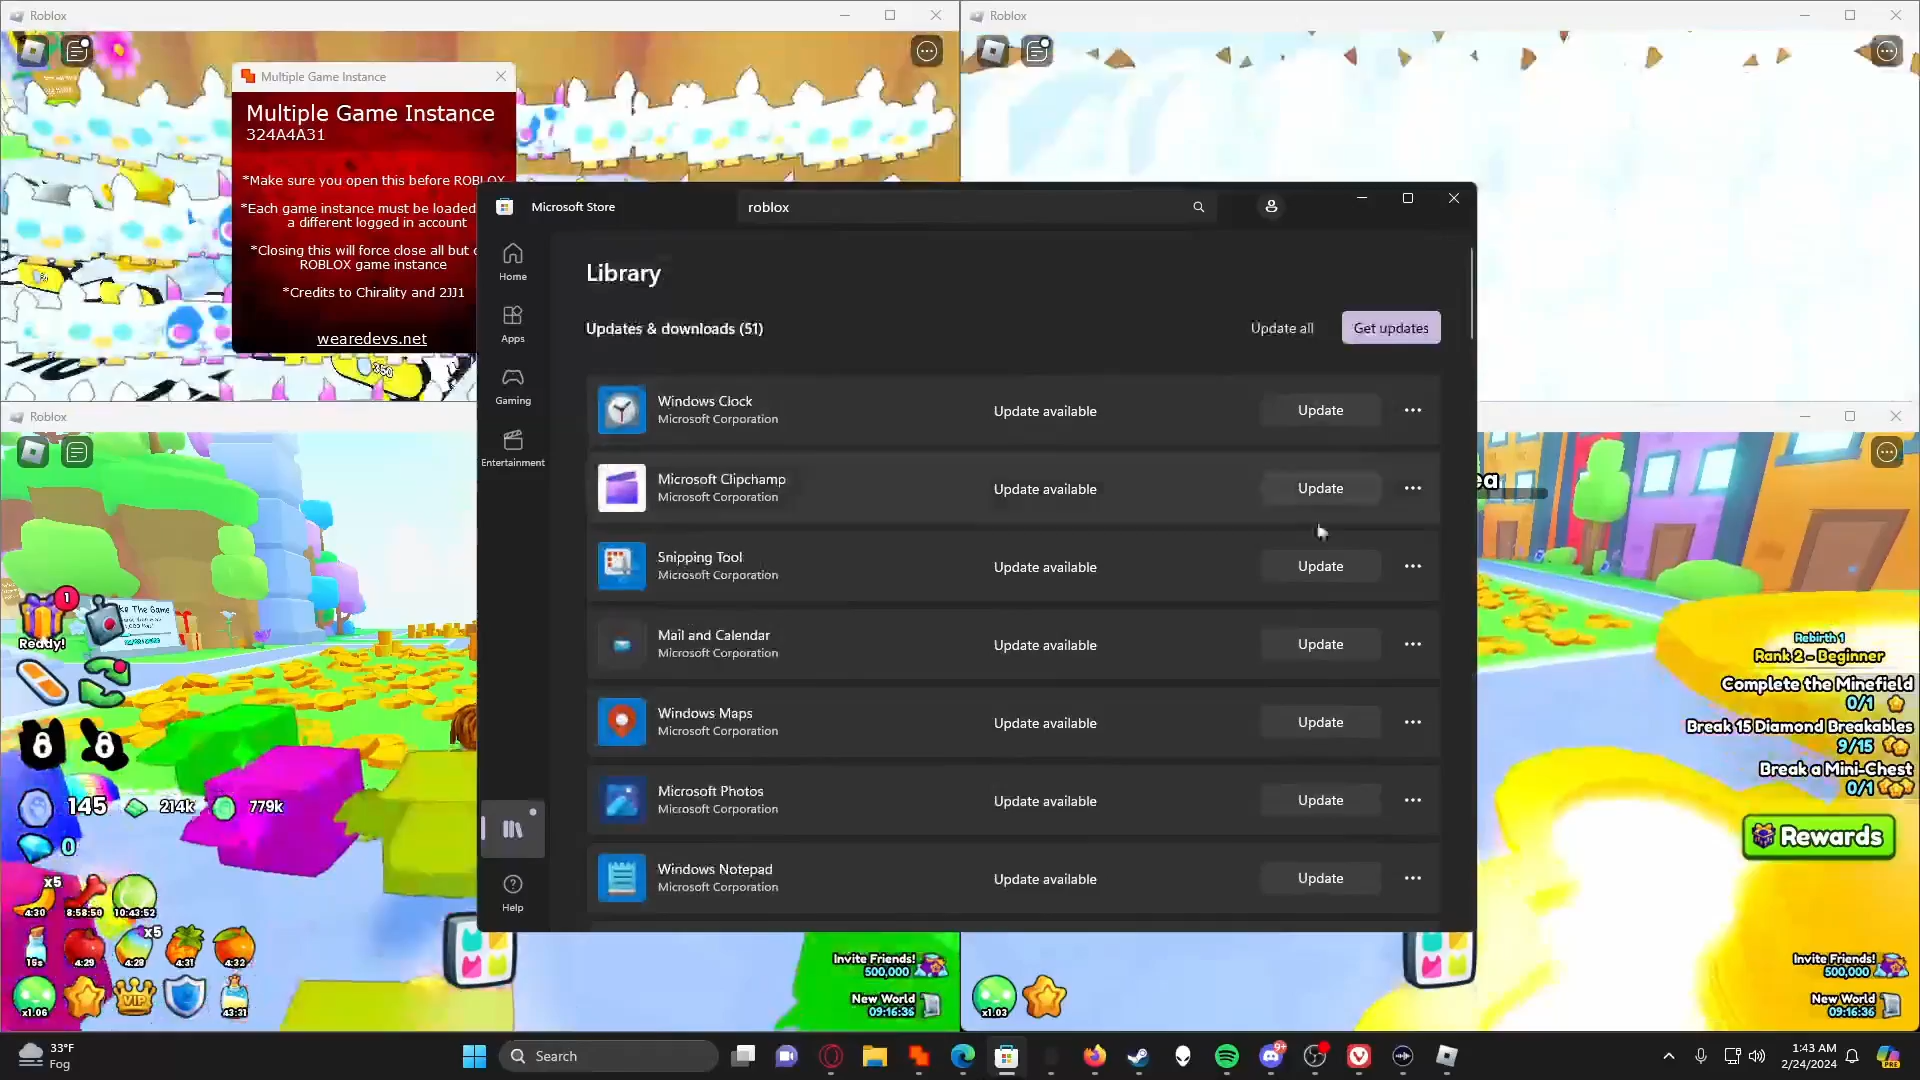 Roblox
Roblox
Multiple Game Instance
Multiple Game Instance
324A4A31
*Make sure you open this before ROBLOX
*Each game instance must be loaded
a different logged in account
*Closing this will force close all but
ROBLOX game instance
*Credits to Chirality and 2JJ1
wearedevs.net
350
Microsoft Store
roblox
Home
Apps
Gaming
Entertainment
Help
Library
Updates & downloads (51)
Update all
Get updates
Windows Clock
Microsoft Corporation
Update available
Update
Microsoft Clipchamp
Microsoft Corporation
Update available
Update
Snipping Tool
Microsoft Corporation
Update available
Update
Mail and Calendar
Microsoft Corporation
Update available
Update
Windows Maps
Microsoft Corporation
Update available
Update
Microsoft Photos
Microsoft Corporation
Update available
Update
Windows Notepad
Microsoft Corporation
Update available
Update
Roblox
1
Ready!
The Game
145
214k
779k
0
x5
4:30
8:58:50
10:43:52
x5
15s
4:29
4:28
4:31
4:32
x1.06
VIP
43:31
Invite Friends!
500,000
New World
09:16:36
Rebirth 1
Rank 2 - Beginner
Complete the Minefield
0/1
Break 15 Diamond Breakables
9/15
Break a Mini-Chest
0/1
Rewards
x1.03
Invite Friends!
500,000
New World
09:16:36
33°F
Fog
Search
9+
1:43 AM
2/24/2024
PRE